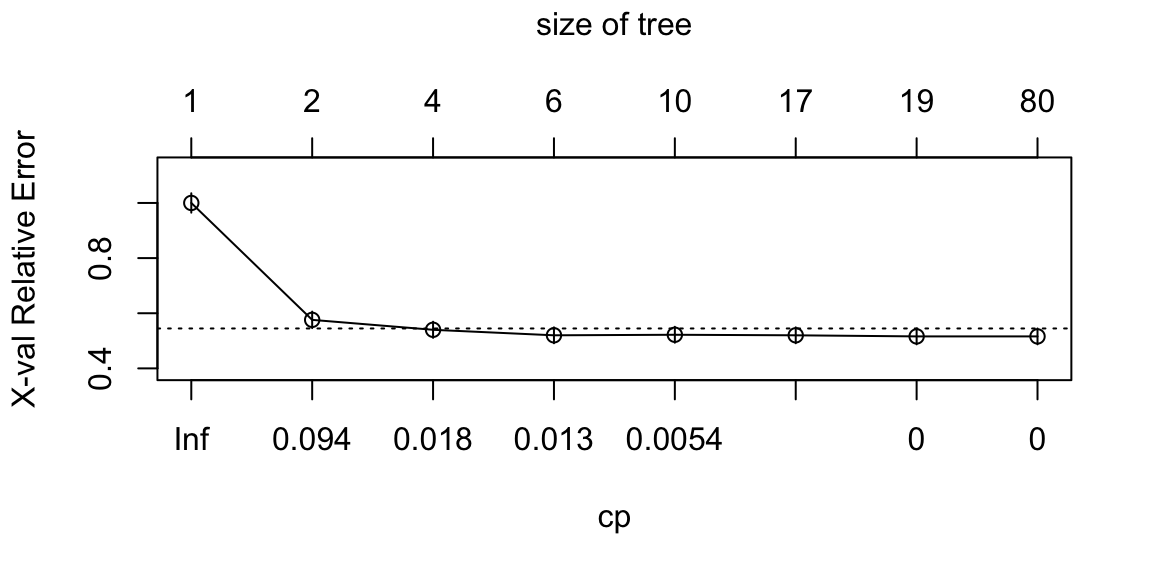 size of tree
1 2 4 6 10 17 19 80
X-val Relative Error
0.8
0.4
Inf 0.094 0.018 0.013 0.0054 0 0
cp